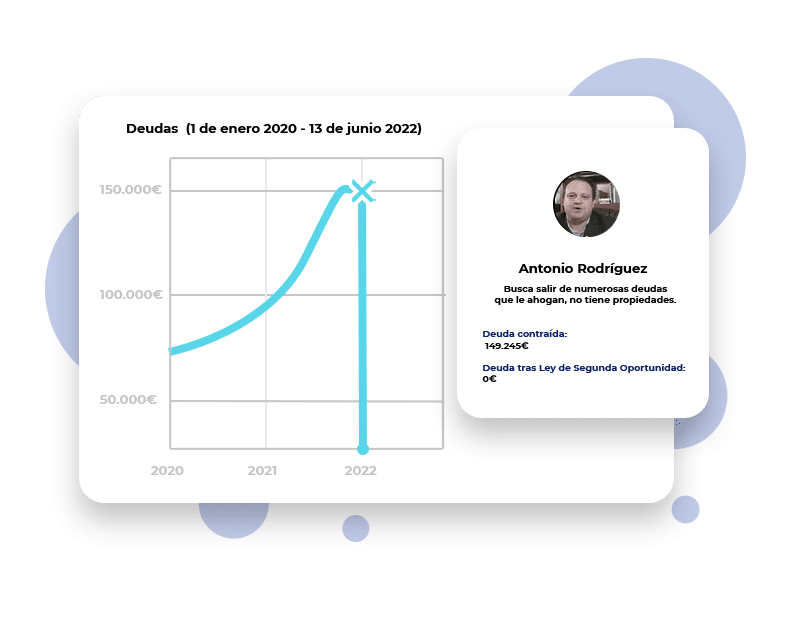 Deudas  (1 de enero 2020 - 13 de junio 2022)
150.000€
100.000€
50.000€
2020
2021
2022
Antonio Rodríguez
Busca salir de numerosas deudas
que le ahogan, no tiene propiedades.
Deuda contraída:
149.245€
Deuda tras Ley de Segunda Oportunidad:
0€